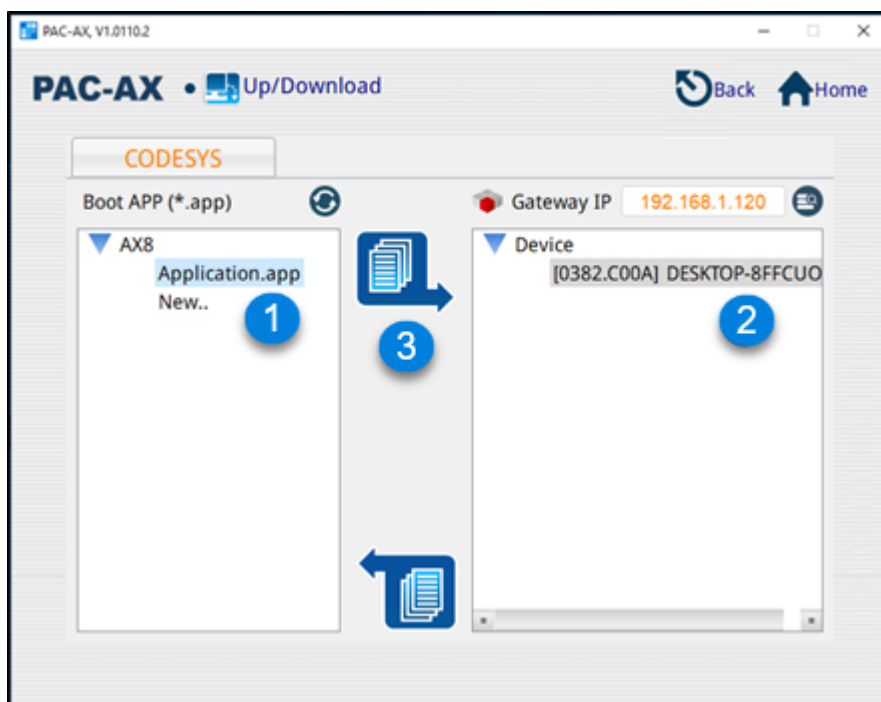 PAC-AX, V1.0110.2
PAC-AX • Up/Download
Back
Home
CODESYS
Boot APP (*.app)
Gateway IP
192.168.1.120
AX8
Application.app
New..
1
3
Device
[0382.C00A] DESKTOP-8FFCUO
2